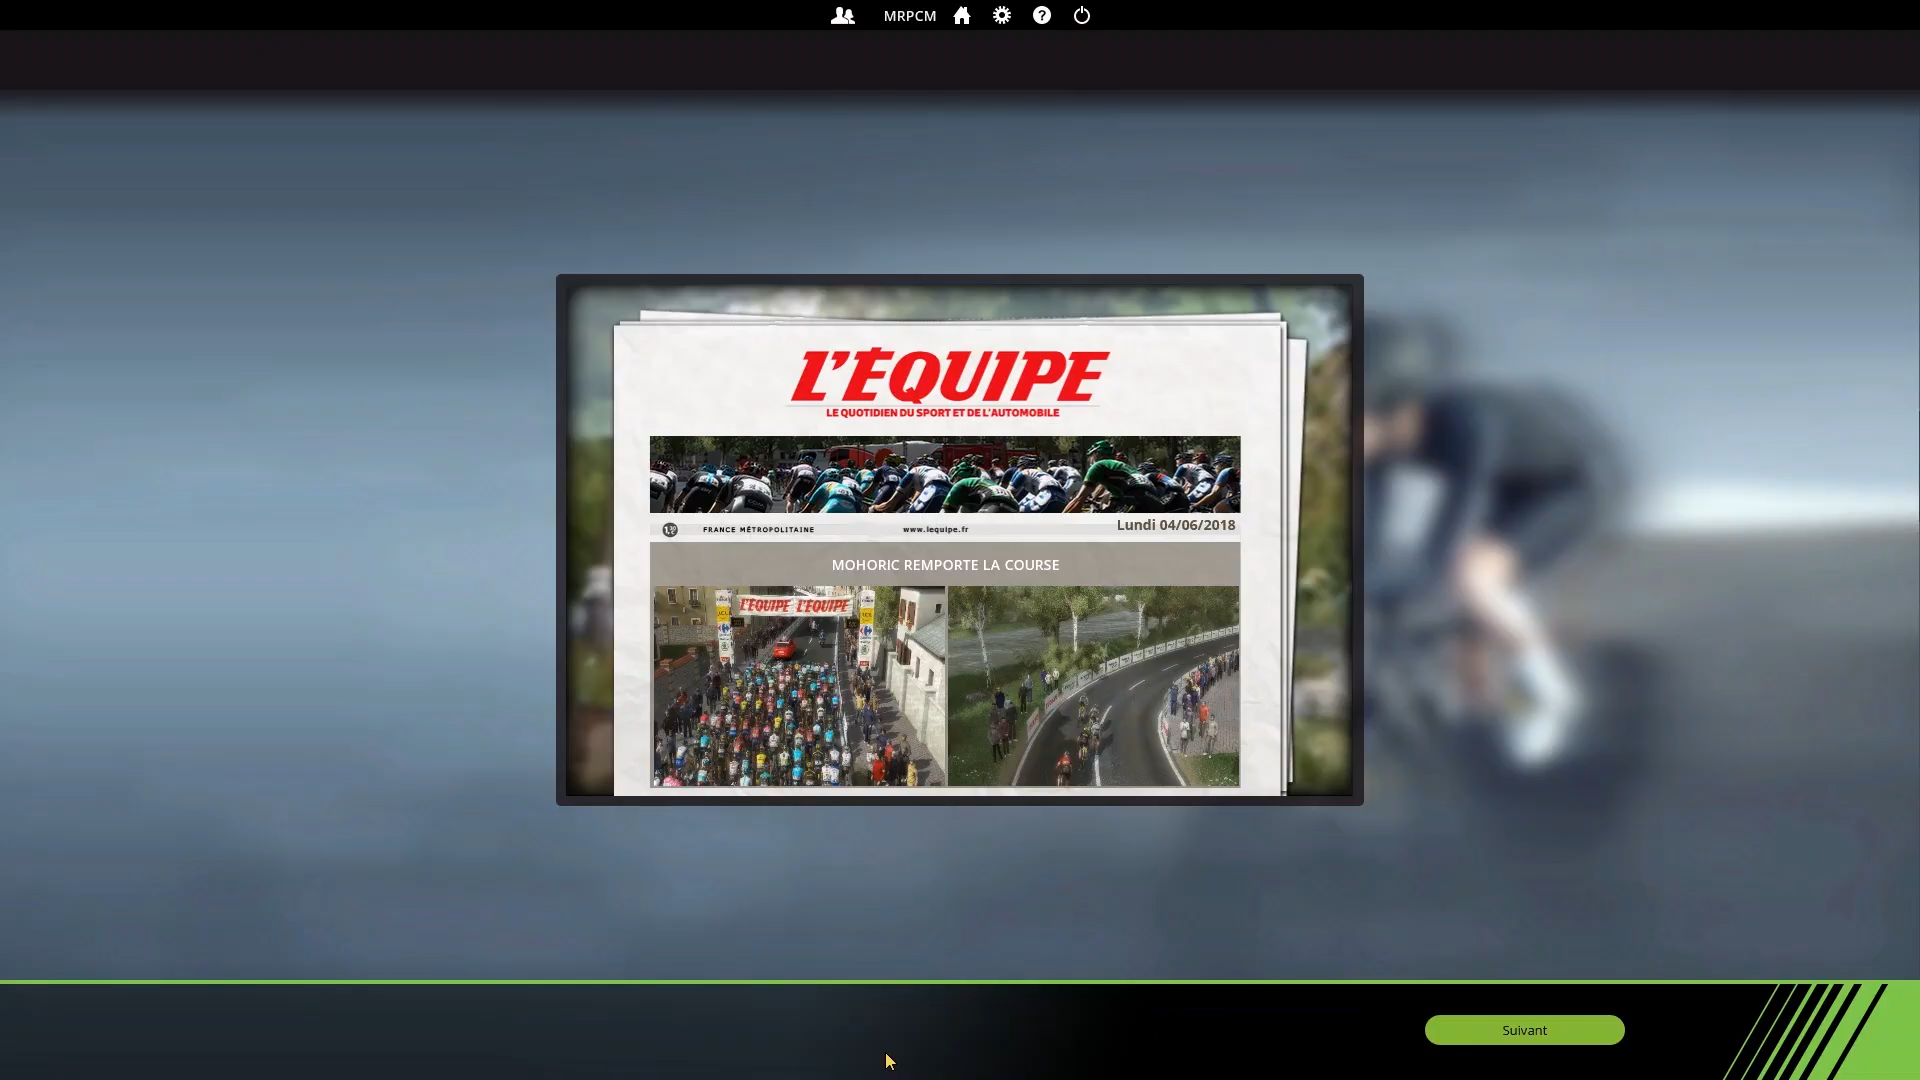 MRPCM
L'ÉQUIPE
LE QUOTIDIEN DU SPORT ET DE L'AUTOMOBILE
FRANCE MÉTROPOLITAINE www.lequipe.fr Lundi 04/06/2018
MOHORIC REMPORTE LA COURSE
L'ÉQUIPE L'ÉQUIPE
Suivant